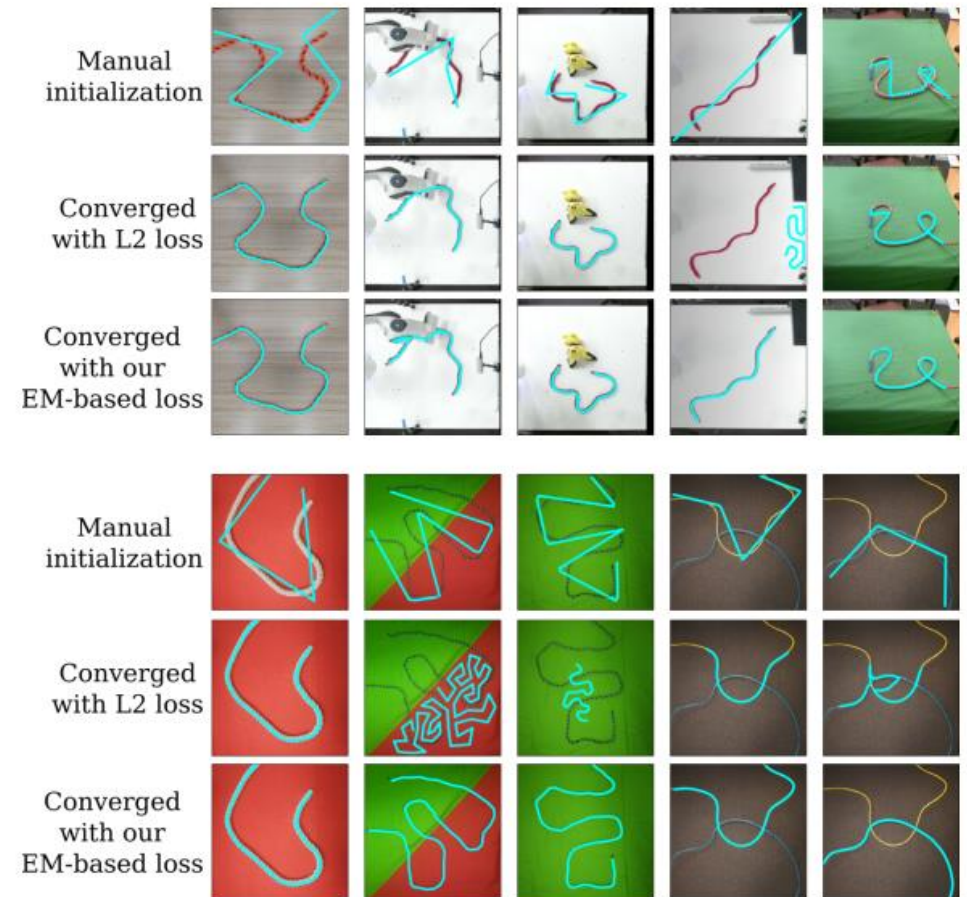 Manual
initialization
Converged
with L2 loss
Converged
with our
EM-based loss
Manual
initialization
Converged
with L2 loss
Converged
with our
EM-based loss